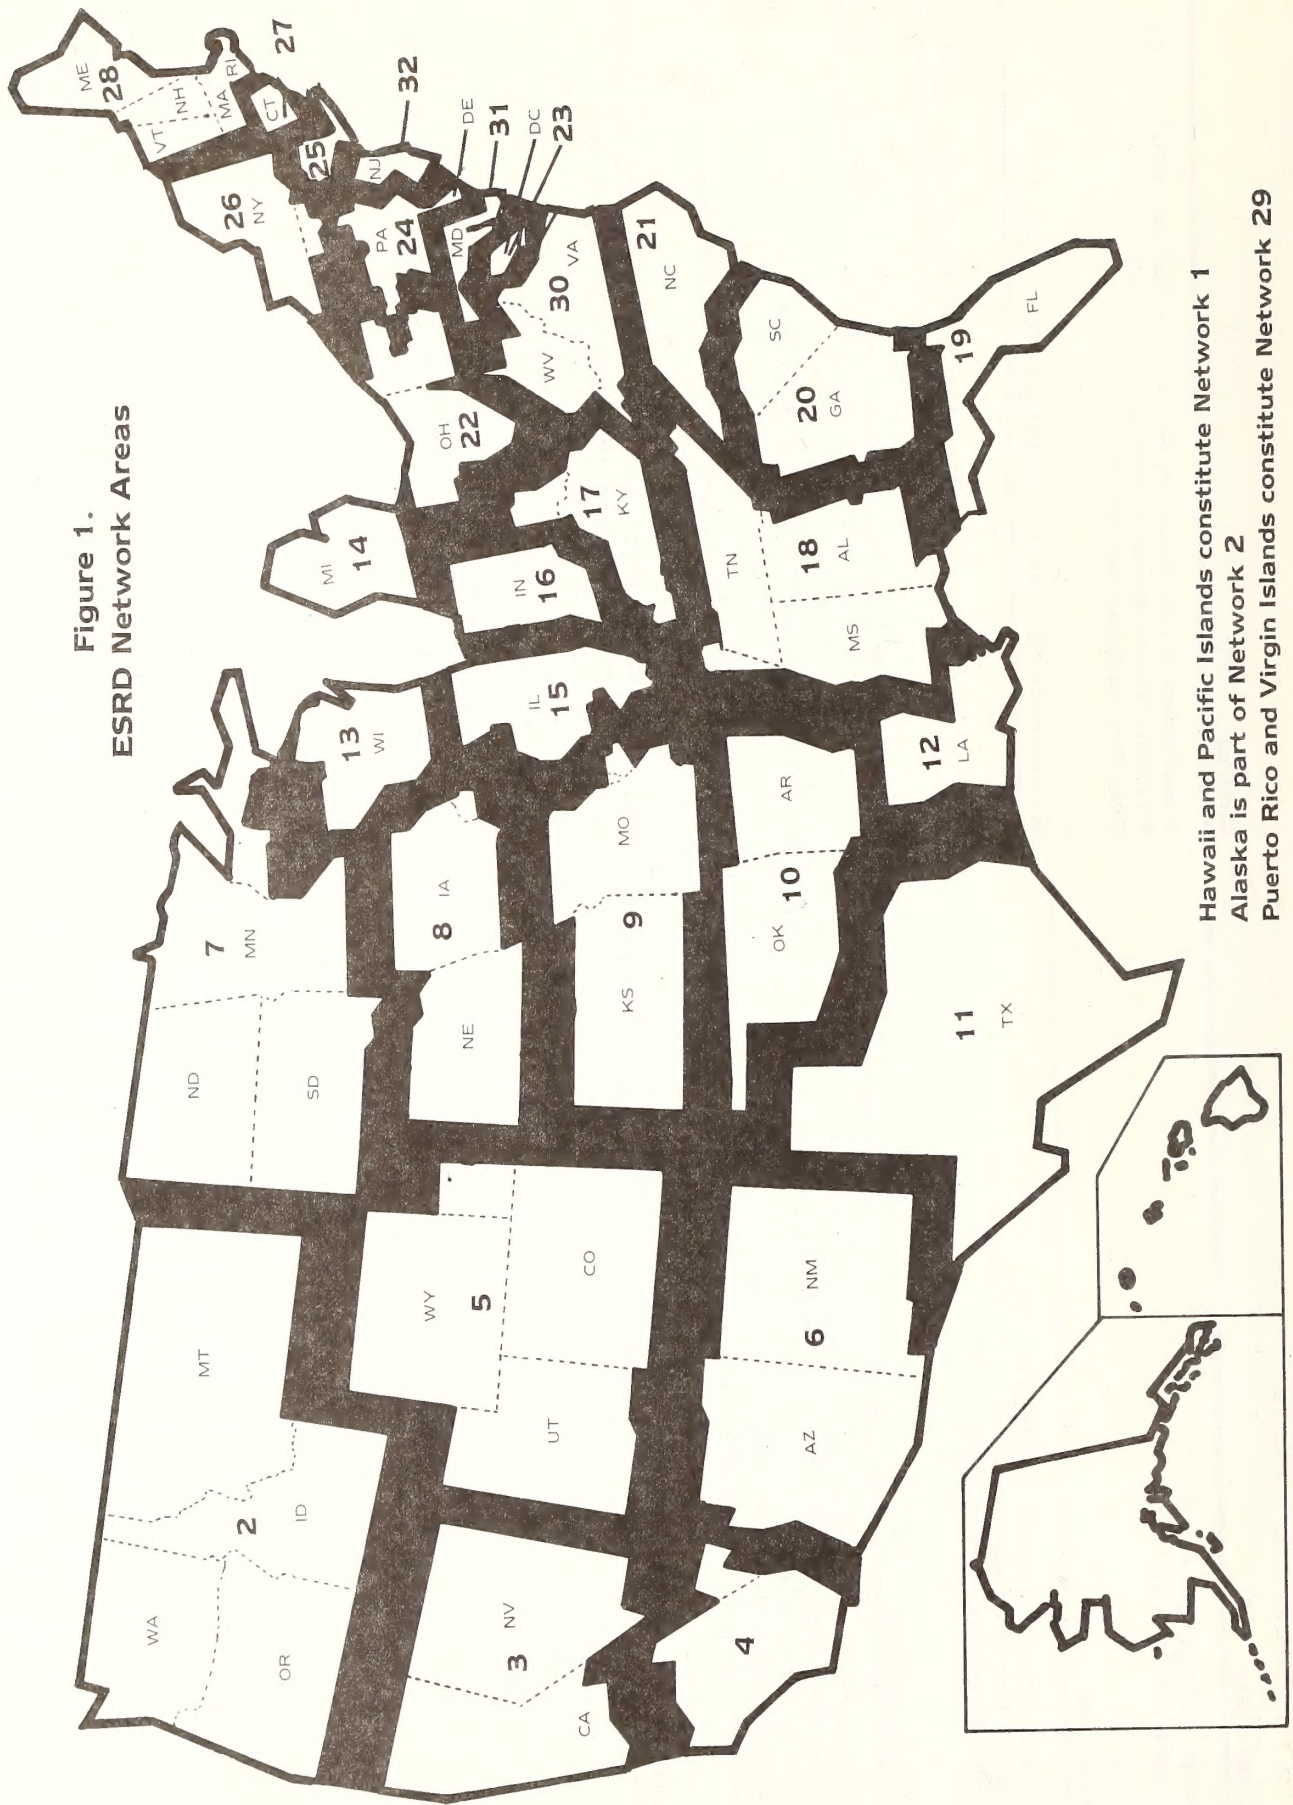 Figure 1.
ESRD Network Areas
WA
OR
2
ID
MT
ND
SD
7
MN
13
WI
MI
14
26
NY
VT
NH
ME
28
MA
RI
27
CT
25
NJ
32
PA
24
DE
31
MD
DC
23
CA
3
NV
4
UT
WY
5
CO
NE
8
IA
KS
9
MO
IL
15
IN
16
OH
22
17
KY
WV
30
VA
21
NC
AZ
6
NM
OK
10
AR
TN
18
AL
MS
SC
20
GA
11
TX
12
LA
19
FL
Hawaii and Pacific Islands constitute Network 1
Alaska is part of Network 2
Puerto Rico and Virgin Islands constitute Network 29